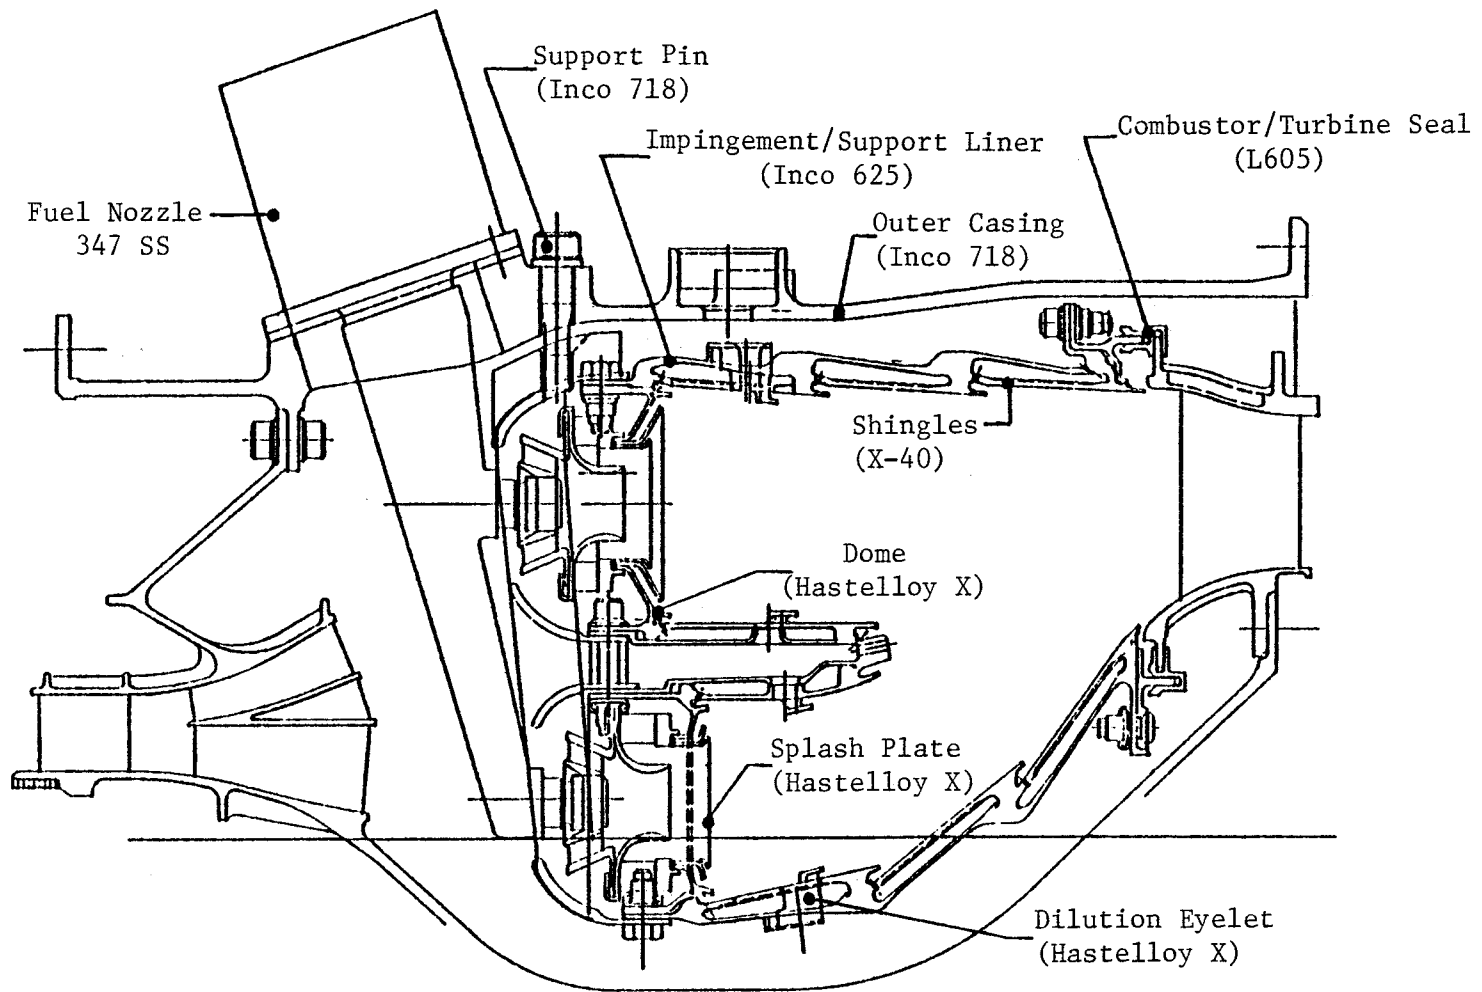 Support Pin
(Inco 718)
Impingement/Support Liner
(Inco 625)
Combustor/Turbine Seal
(L605)
Fuel Nozzle
347 SS
Outer Casing
(Inco 718)
Shingles
(X-40)
Dome
(Hastelloy X)
Splash Plate
(Hastelloy X)
Dilution Eyelet
(Hastelloy X)